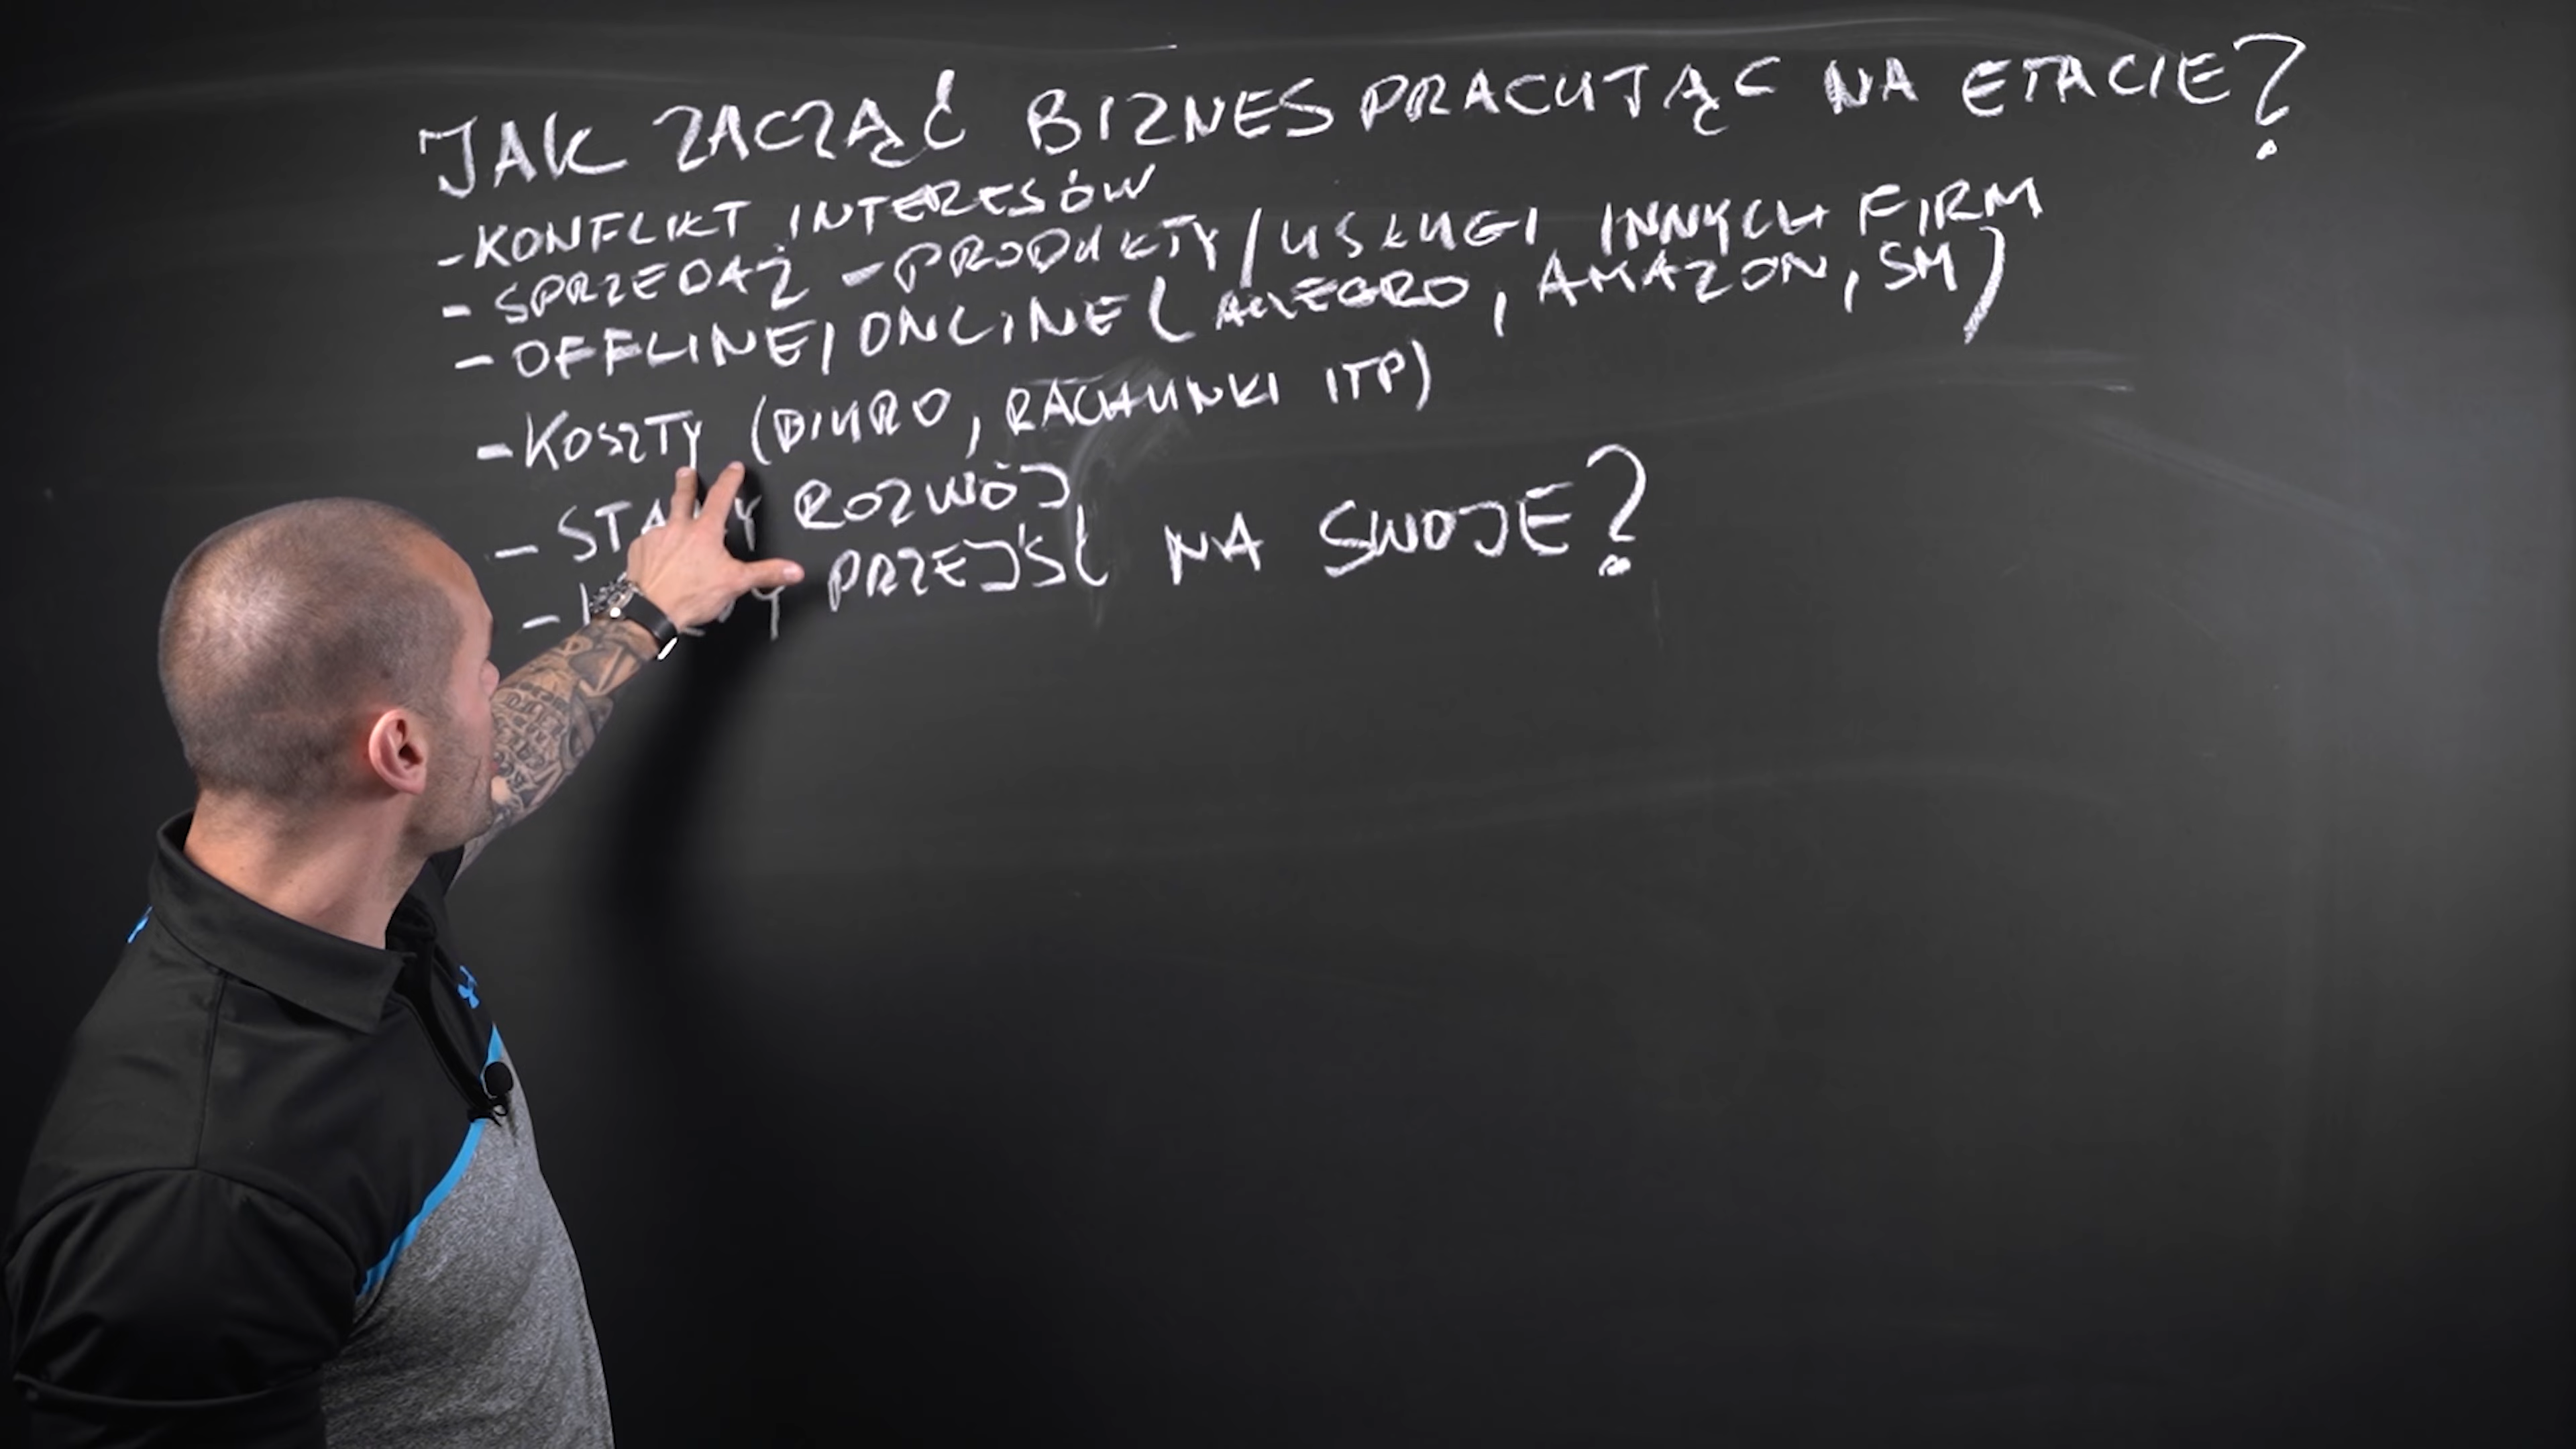 JAK ZACZĄĆ BIZNES PRACUJĄC NA ETACIE?
- KONFLIKT INTERESÓW
- SPRZEDAŻ - PRODUKTY/USŁUGI INNYCH FIRM
- OFFLINE/ONLINE (ALLEGRO, AMAZON, SM)
- KOSZTY (BIURO, RACHUNKI ITP)
- ROZWÓJ
- PRZEJŚĆ NA SWOJE?